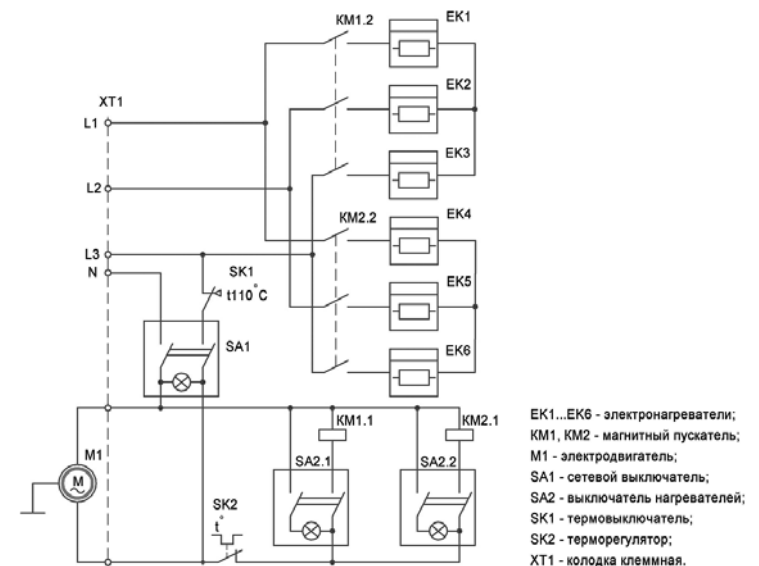 KM1.2
EK1
EK2
XT1
L1
EK3
L2
KM2.2
EK4
L3
N
SK1
t110°C
EK5
SA1
EK6
KM1.1
KM2.1
M1
M
SA2.1
SA2.2
SK2
t°
EK1...EK6 - электронагреватели;
KM1, KM2 - магнитный пускатель;
M1 - электродвигатель;
SA1 - сетевой выключатель;
SA2 - выключатель нагревателей;
SK1 - термовыключатель;
SK2 - терморегулятор;
XT1 - колодка клеммная.